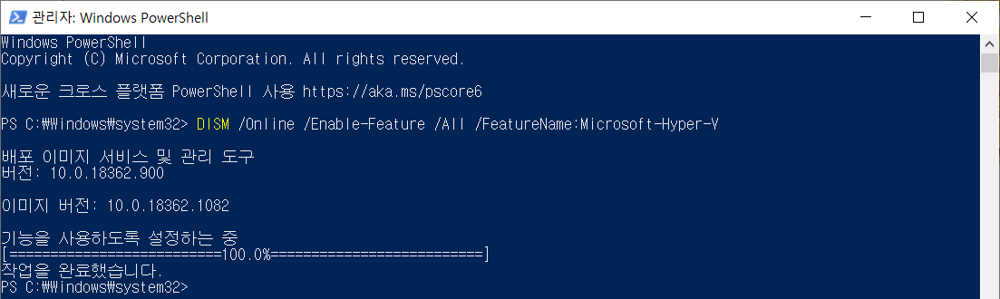 관리자: Windows PowerShell
Windows PowerShell
Copyright (C) Microsoft Corporation. All rights reserved.
새로운 크로스 플랫폼 PowerShell 사용 https://aka.ms/pscore6
PS C:₩Windows₩system32> DISM /Online /Enable-Feature /All /FeatureName:Microsoft-Hyper-V
배포 이미지 서비스 및 관리 도구
버전: 10.0.18362.900
이미지 버전: 10.0.18362.1082
기능을 사용하도록 설정하는 중
[==========================100.0%==========================]
작업을 완료했습니다.
PS C:₩Windows₩system32>